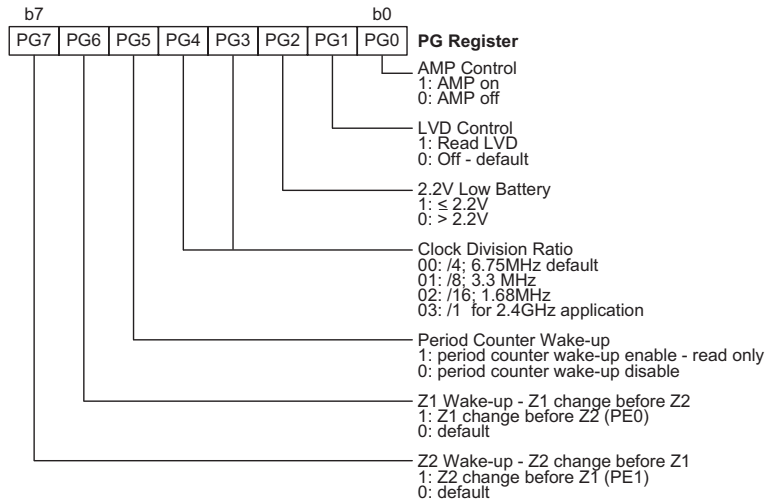 b7 b0
PG7 PG6 PG5 PG4 PG3 PG2 PG1 PG0 PG Register
AMP Control
1: AMP on
0: AMP off
LVD Control
1: Read LVD
0: Off - default
2.2V Low Battery
1: ≤ 2.2V
0: > 2.2V
Clock Division Ratio
00: /4; 6.75MHz default
01: /8; 3.3 MHz
02: /16; 1.68MHz
03: /1 for 2.4GHz application
Period Counter Wake-up
1: period counter wake-up enable - read only
0: period counter wake-up disable
Z1 Wake-up - Z1 change before Z2
1: Z1 change before Z2 (PE0)
0: default
Z2 Wake-up - Z2 change before Z1
1: Z2 change before Z1 (PE1)
0: default